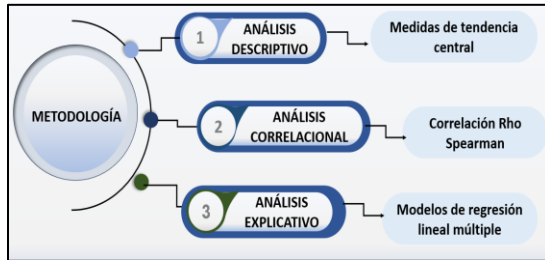 METODOLOGÍA
1
ANÁLISIS
DESCRIPTIVO
Medidas de tendencia
central
2
ANÁLISIS
CORRELACIONAL
Correlación Rho
Spearman
3
ANÁLISIS
EXPLICATIVO
Modelos de regresión
lineal múltiple